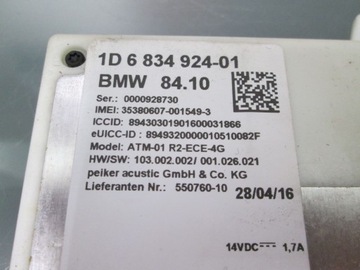 1D 6 834 924-01
BMW 84.10
Ser.: 0000928730
IMEI: 35380607-001549-3
ICCID: 8943030190160003186​6
eUICC-ID: 8949320000010510082F
Model: ATM-01 R2-ECE-4G
HW/SW: 103.002.002/ 001.026.021
peiker acustic GmbH & Co. KG
Lieferanten Nr.: 550760-10
28/04/16
14VDC⎓ 1,7A